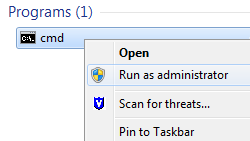 Programs (1)
cmd
Open
Run as administrator
Scan for threats...
Pin to Taskbar